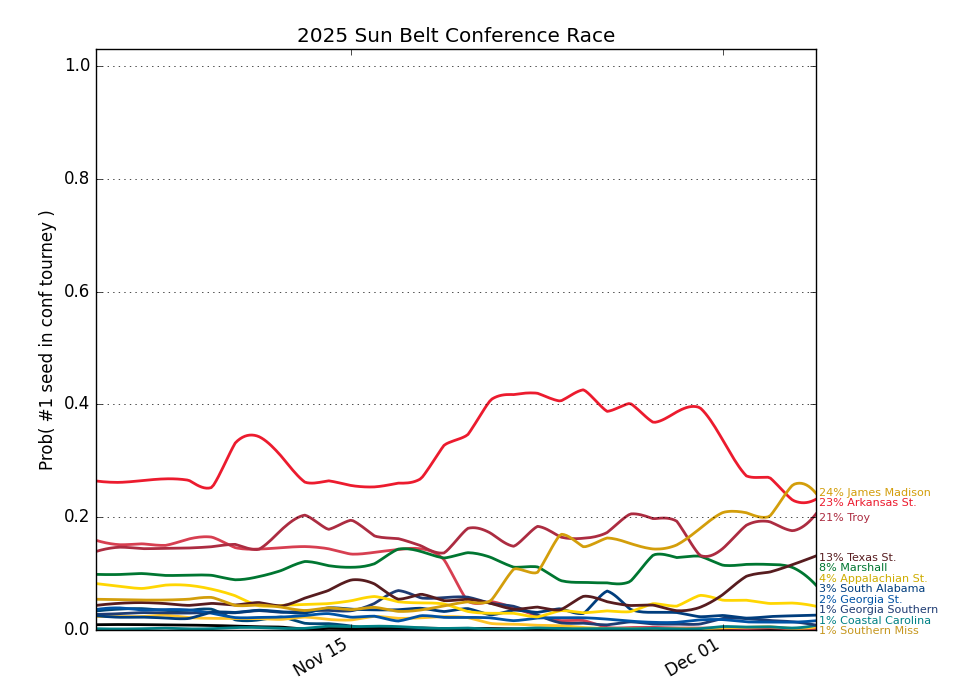 2025 Sun Belt Conference Race
Prob( #1 seed in conf tourney )
1.0
0.8
0.6
0.4
0.2
0.0
Nov 15
Dec 01
24% James Madison
23% Arkansas St.
21% Troy
13% Texas St.
8% Marshall
4% Appalachian St.
3% South Alabama
2% Georgia St.
1% Georgia Southern
1% Coastal Carolina
1% Southern Miss